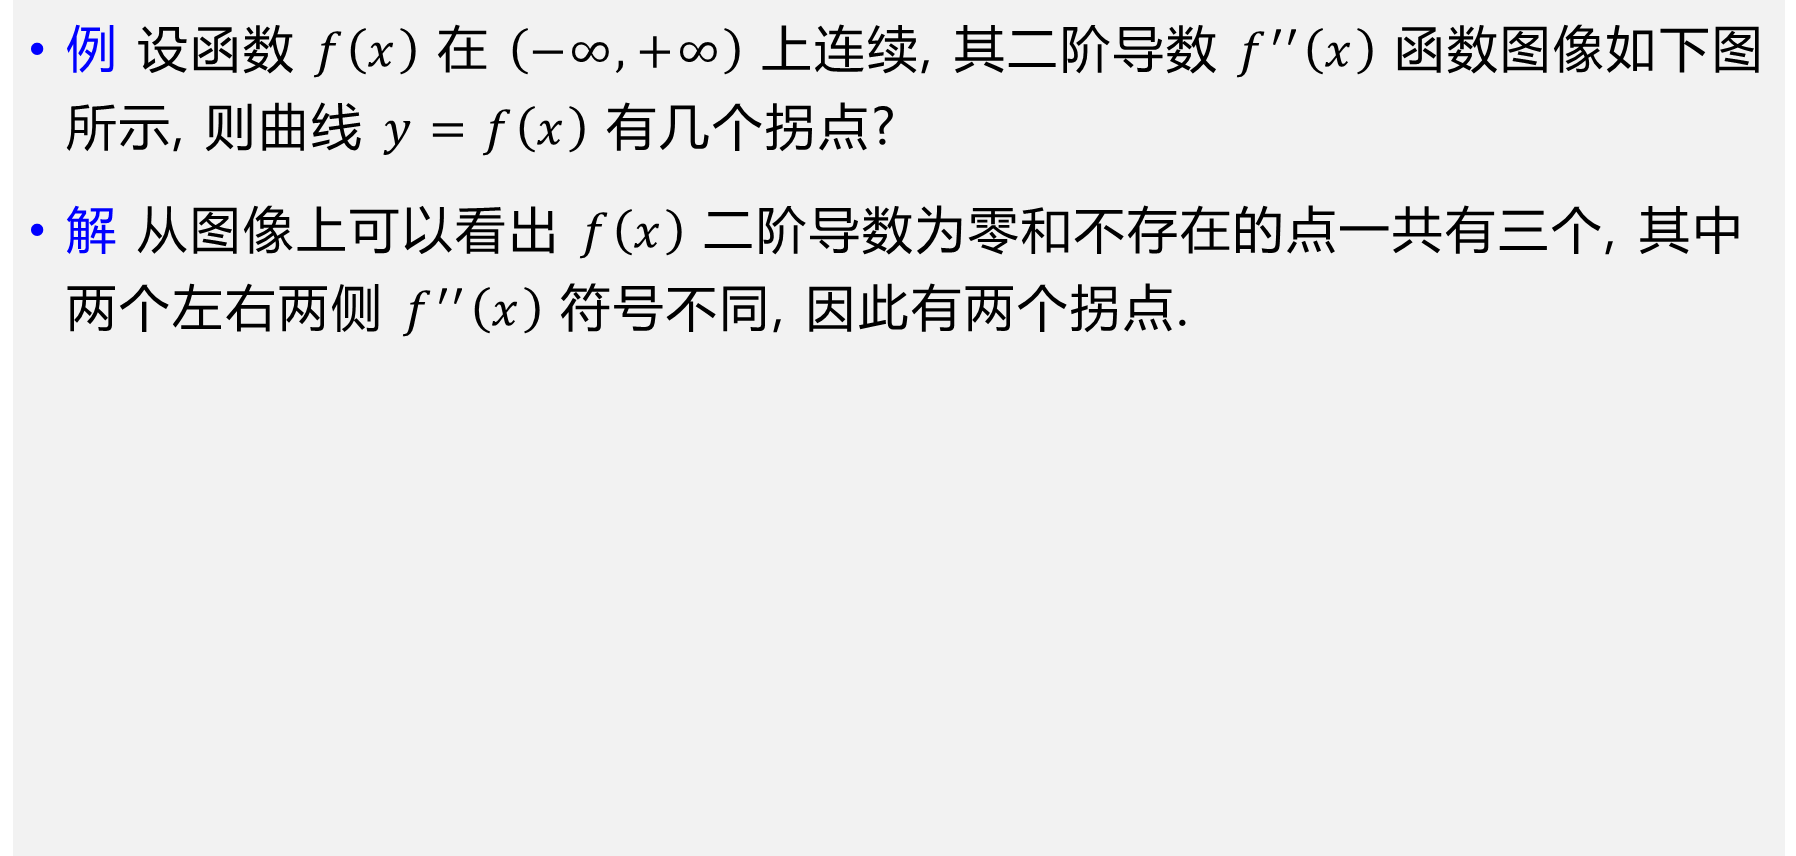 • 例 设函数 f(x) 在 (−∞, +∞) 上连续, 其二阶导数 f′′(x) 函数图像如下图
所示, 则曲线 y = f(x) 有几个拐点?
• 解 从图像上可以看出 f(x) 二阶导数为零和不存在的点一共有三个, 其中
两个左右两侧 f′′(x) 符号不同, 因此有两个拐点.